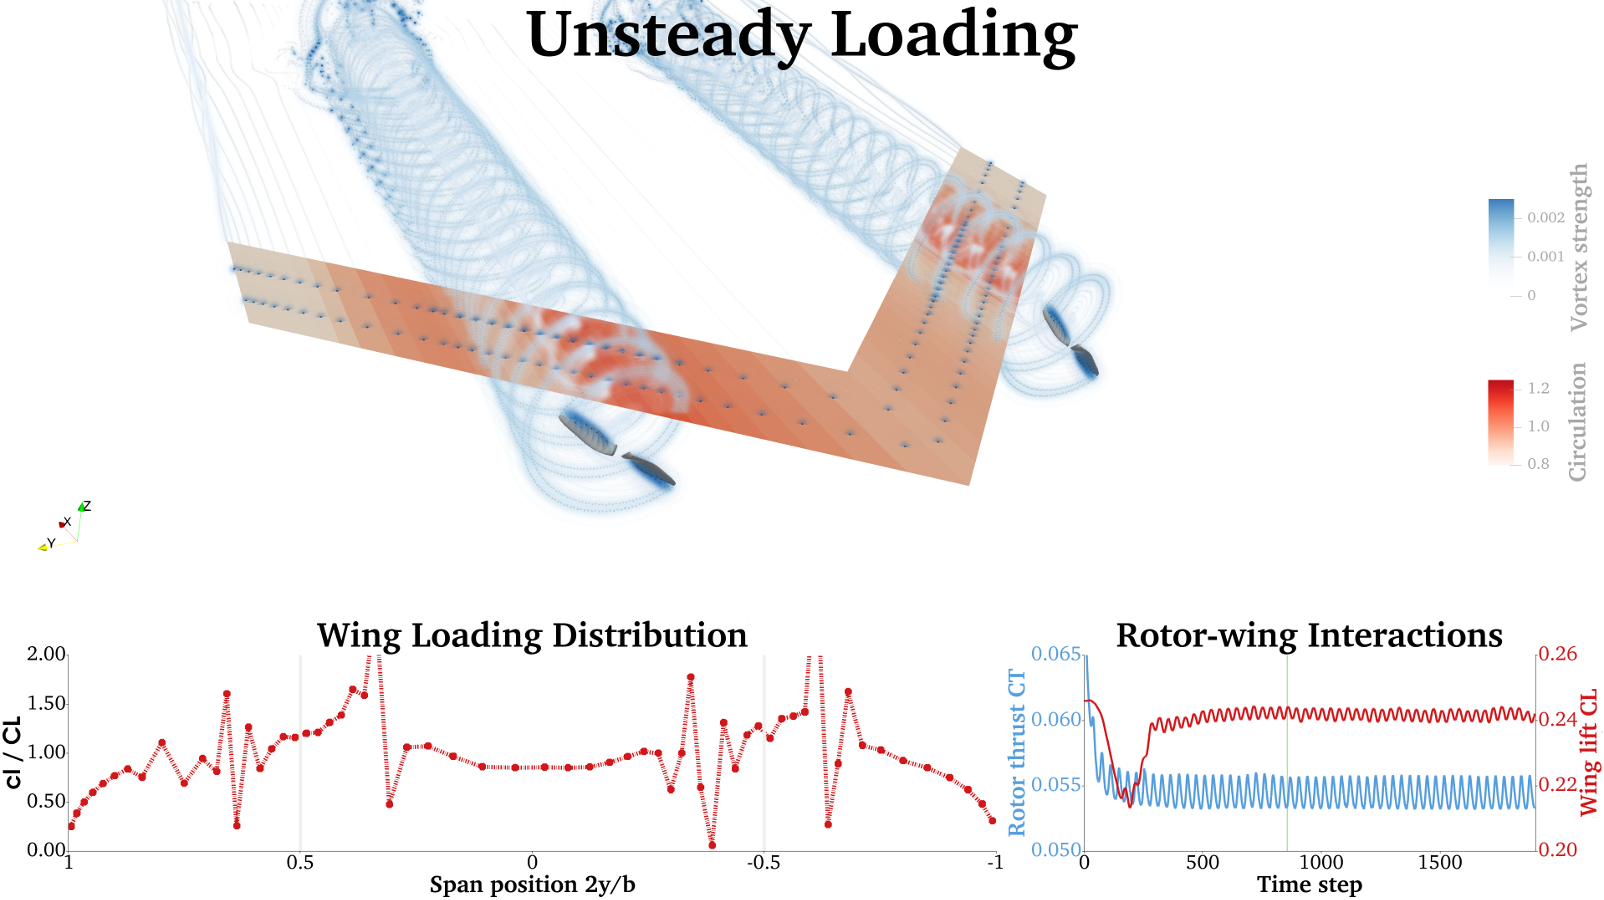 Unsteady Loading
Vortex strength
0.002
0.001
0
Circulation
1.2
1.0
0.8
Z
X
Y
Wing Loading Distribution
cl / CL
2.00
1.50
1.00
0.50
0.00
1 0.5 0 -0.5 -1
Span position 2y/b
Rotor-wing Interactions
Rotor thrust CT
0.065
0.060
0.055
0.050
0.26
0.24
0.22
0.20
Wing lift CL
0 500 1000 1500
Time step